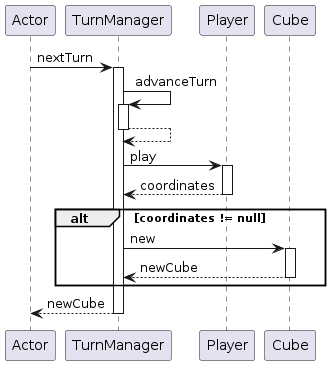 Actor TurnManager Player Cube
nextTurn
advanceTurn
play
coordinates
alt [coordinates != null]
new
newCube
newCube
Actor TurnManager Player Cube